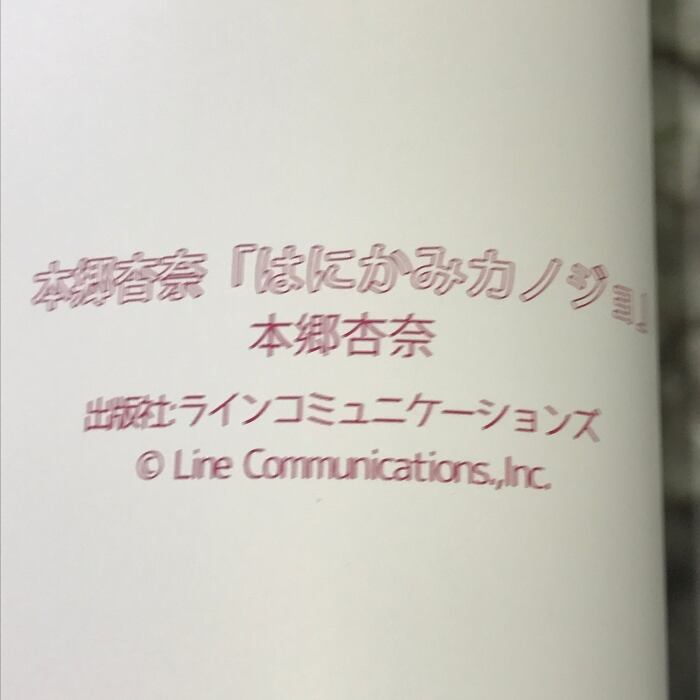 本郷杏奈「はにかみカノジョ」
本郷杏奈
出版社:ラインコミュニケーションズ
© Line Communications.,Inc.